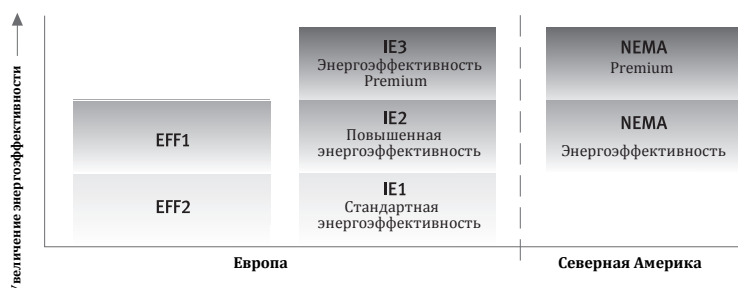 Увеличение энергоэффективности
EFF1
EFF2
IE3
Энергоэффективность
Premium
IE2
Повышенная
энергоэффективность
IE1
Стандартная
энергоэффективность
NEMA
Premium
NEMA
Энергоэффективность
Европа
Северная Америка